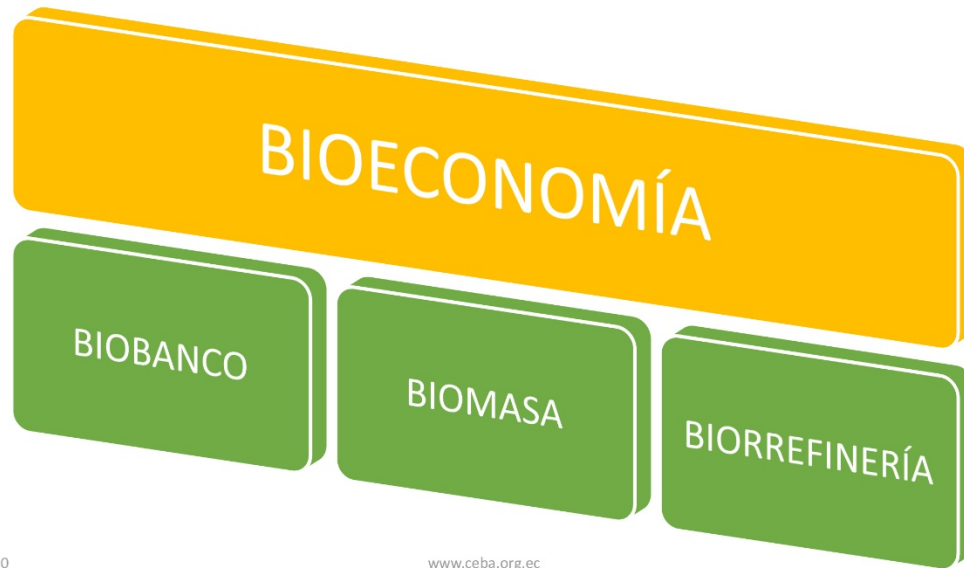 BIOECONOMÍA
BIOBANCO
BIOMASA
BIORREFINERÍA
0
www.ceba.org.ec